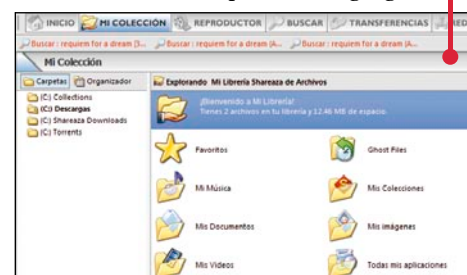 INICIO MI COLECCIÓN REPRODUCTOR BUSCAR TRANSFERENCIAS RED
Buscar : requiem for a dream [S... Buscar : requiem for a dream (A... Buscar : requiem for a dream (A...
Mi Colección
Carpetas Organizador Explorando Mi Librería Shareaza de Archivos
(C:) Collections
(C:) Descargas
(C:) Shareaza Downloads
(C:) Torrents
¡Bienvenido a Mi Librería!
Tienes 2 archivos en tu librería y 12.46 MB de espacio.
Favoritos Ghost Files
Mi Música Mis Colecciones
Mis Documentos Mis imágenes
Mis Videos Todas mis aplicaciones